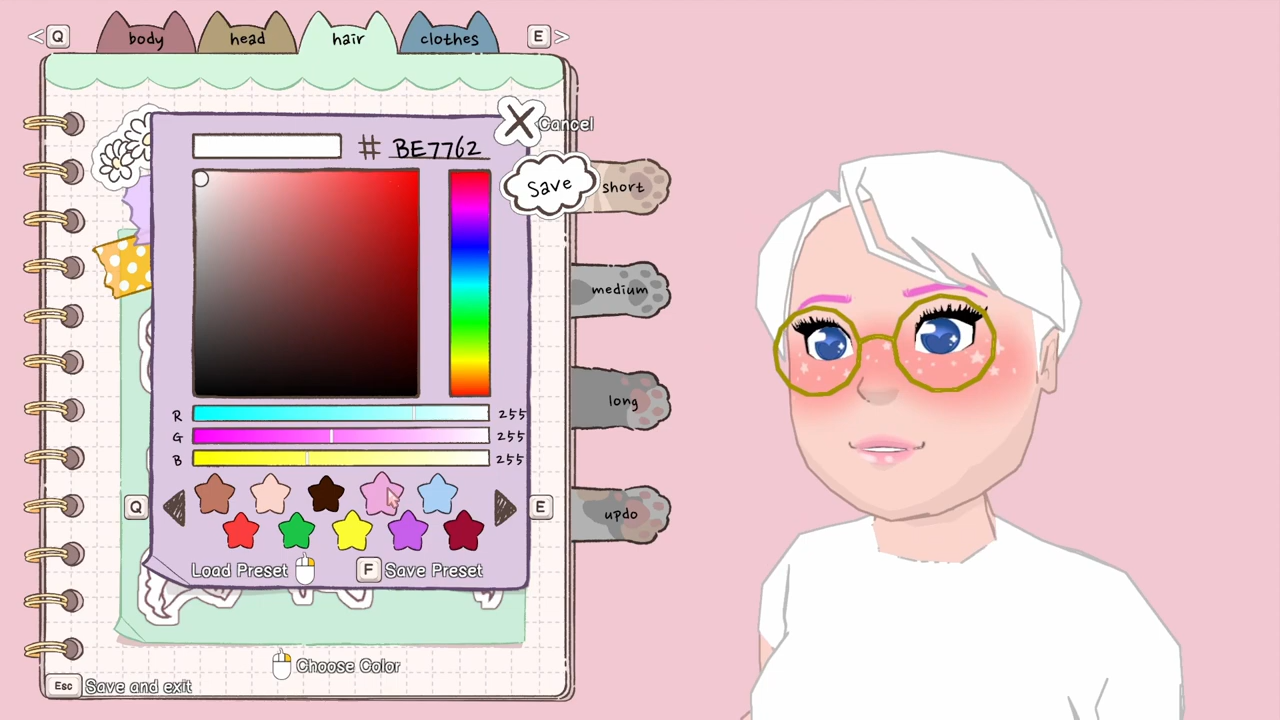 Q
body
head
hair
clothes
E
# BE7762
Cancel
Save
short
medium
long
updo
R 255
G 255
B 255
Q
E
Load Preset
F Save Preset
Choose Color
Esc Save and exit